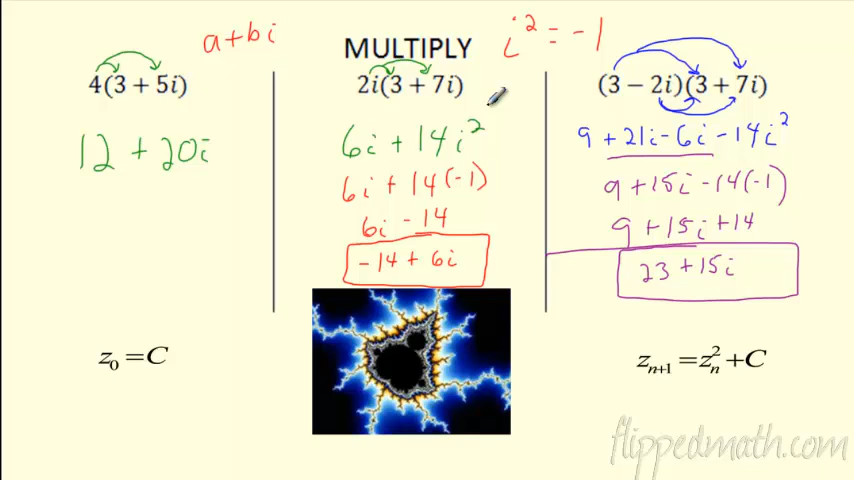 a+bi
MULTIPLY
i² = -1
4(3 + 5i)
12 + 20i
2i(3 + 7i)
6i + 14i²
6i + 14(-1)
6i - 14
-14 + 6i
(3 − 2i)(3 + 7i)
9 + 21i - 6i - 14i²
9 + 15i - 14(-1)
9 + 15i + 14
23 + 15i
z₀ = C
zₙ₊₁ = zₙ² + C
flippedmath.com